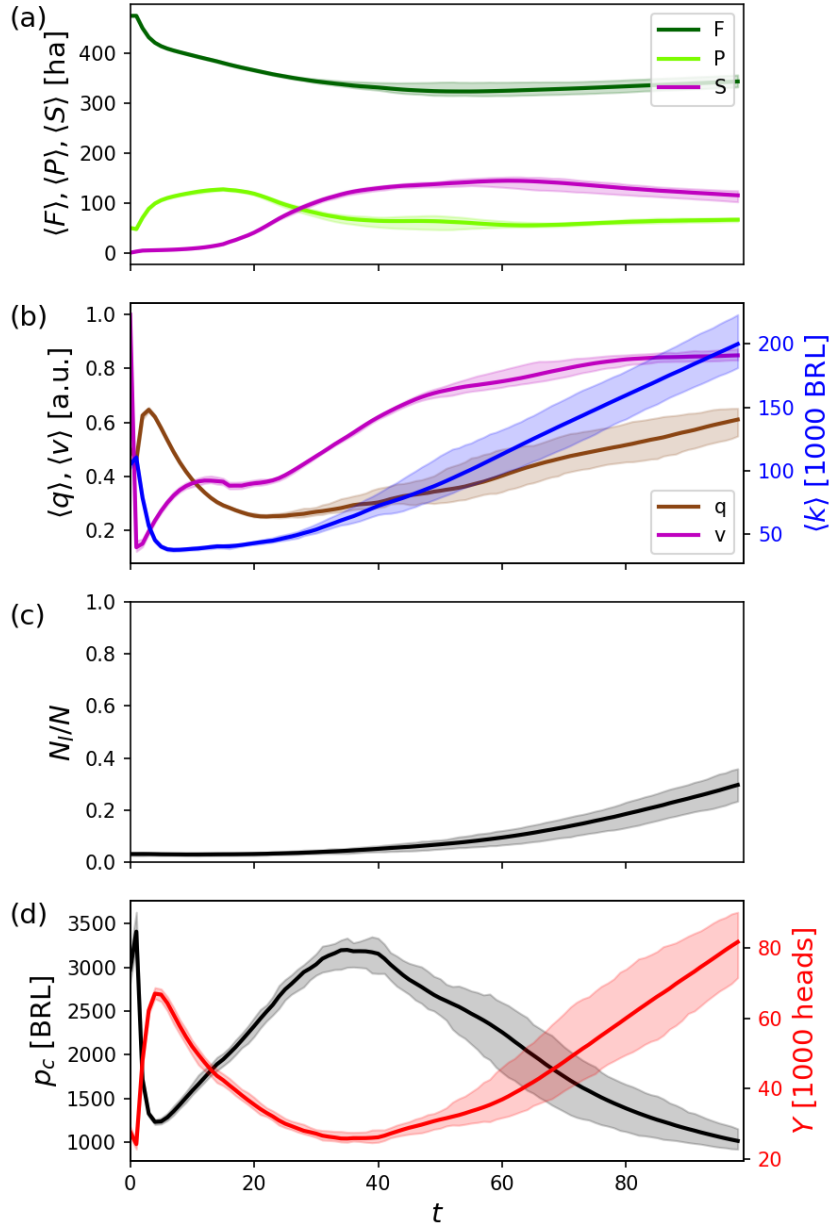 (a)
⟨F⟩, ⟨P⟩, ⟨S⟩ [ha]
400
300
200
100
0
F
P
S
(b)
⟨q⟩, ⟨v⟩ [a.u.]
1.0
0.8
0.6
0.4
0.2
q
v
200
150
100
50
⟨k⟩ [1000 BRL]
(c)
N_I/N
1.0
0.8
0.6
0.4
0.2
0.0
(d)
p_c [BRL]
3500
3000
2500
2000
1500
1000
80
60
40
20
Y [1000 heads]
0 20 40 60 80
t